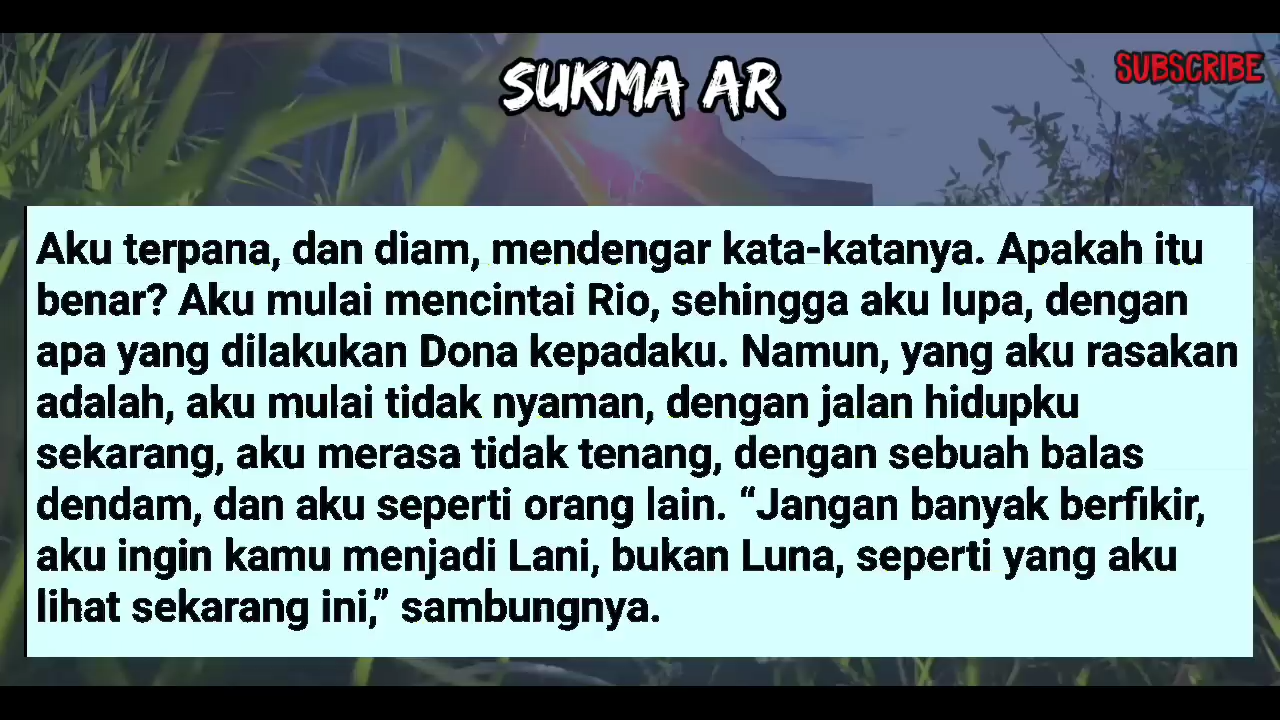 SUKMA AR
SUBSCRIBE
Aku terpana, dan diam, mendengar kata-katanya. Apakah itu
benar? Aku mulai mencintai Rio, sehingga aku lupa, dengan
apa yang dilakukan Dona kepadaku. Namun, yang aku rasakan
adalah, aku mulai tidak nyaman, dengan jalan hidupku
sekarang, aku merasa tidak tenang, dengan sebuah balas
dendam, dan aku seperti orang lain. “Jangan banyak berfikir,
aku ingin kamu menjadi Lani, bukan Luna, seperti yang aku
lihat sekarang ini,” sambungnya.